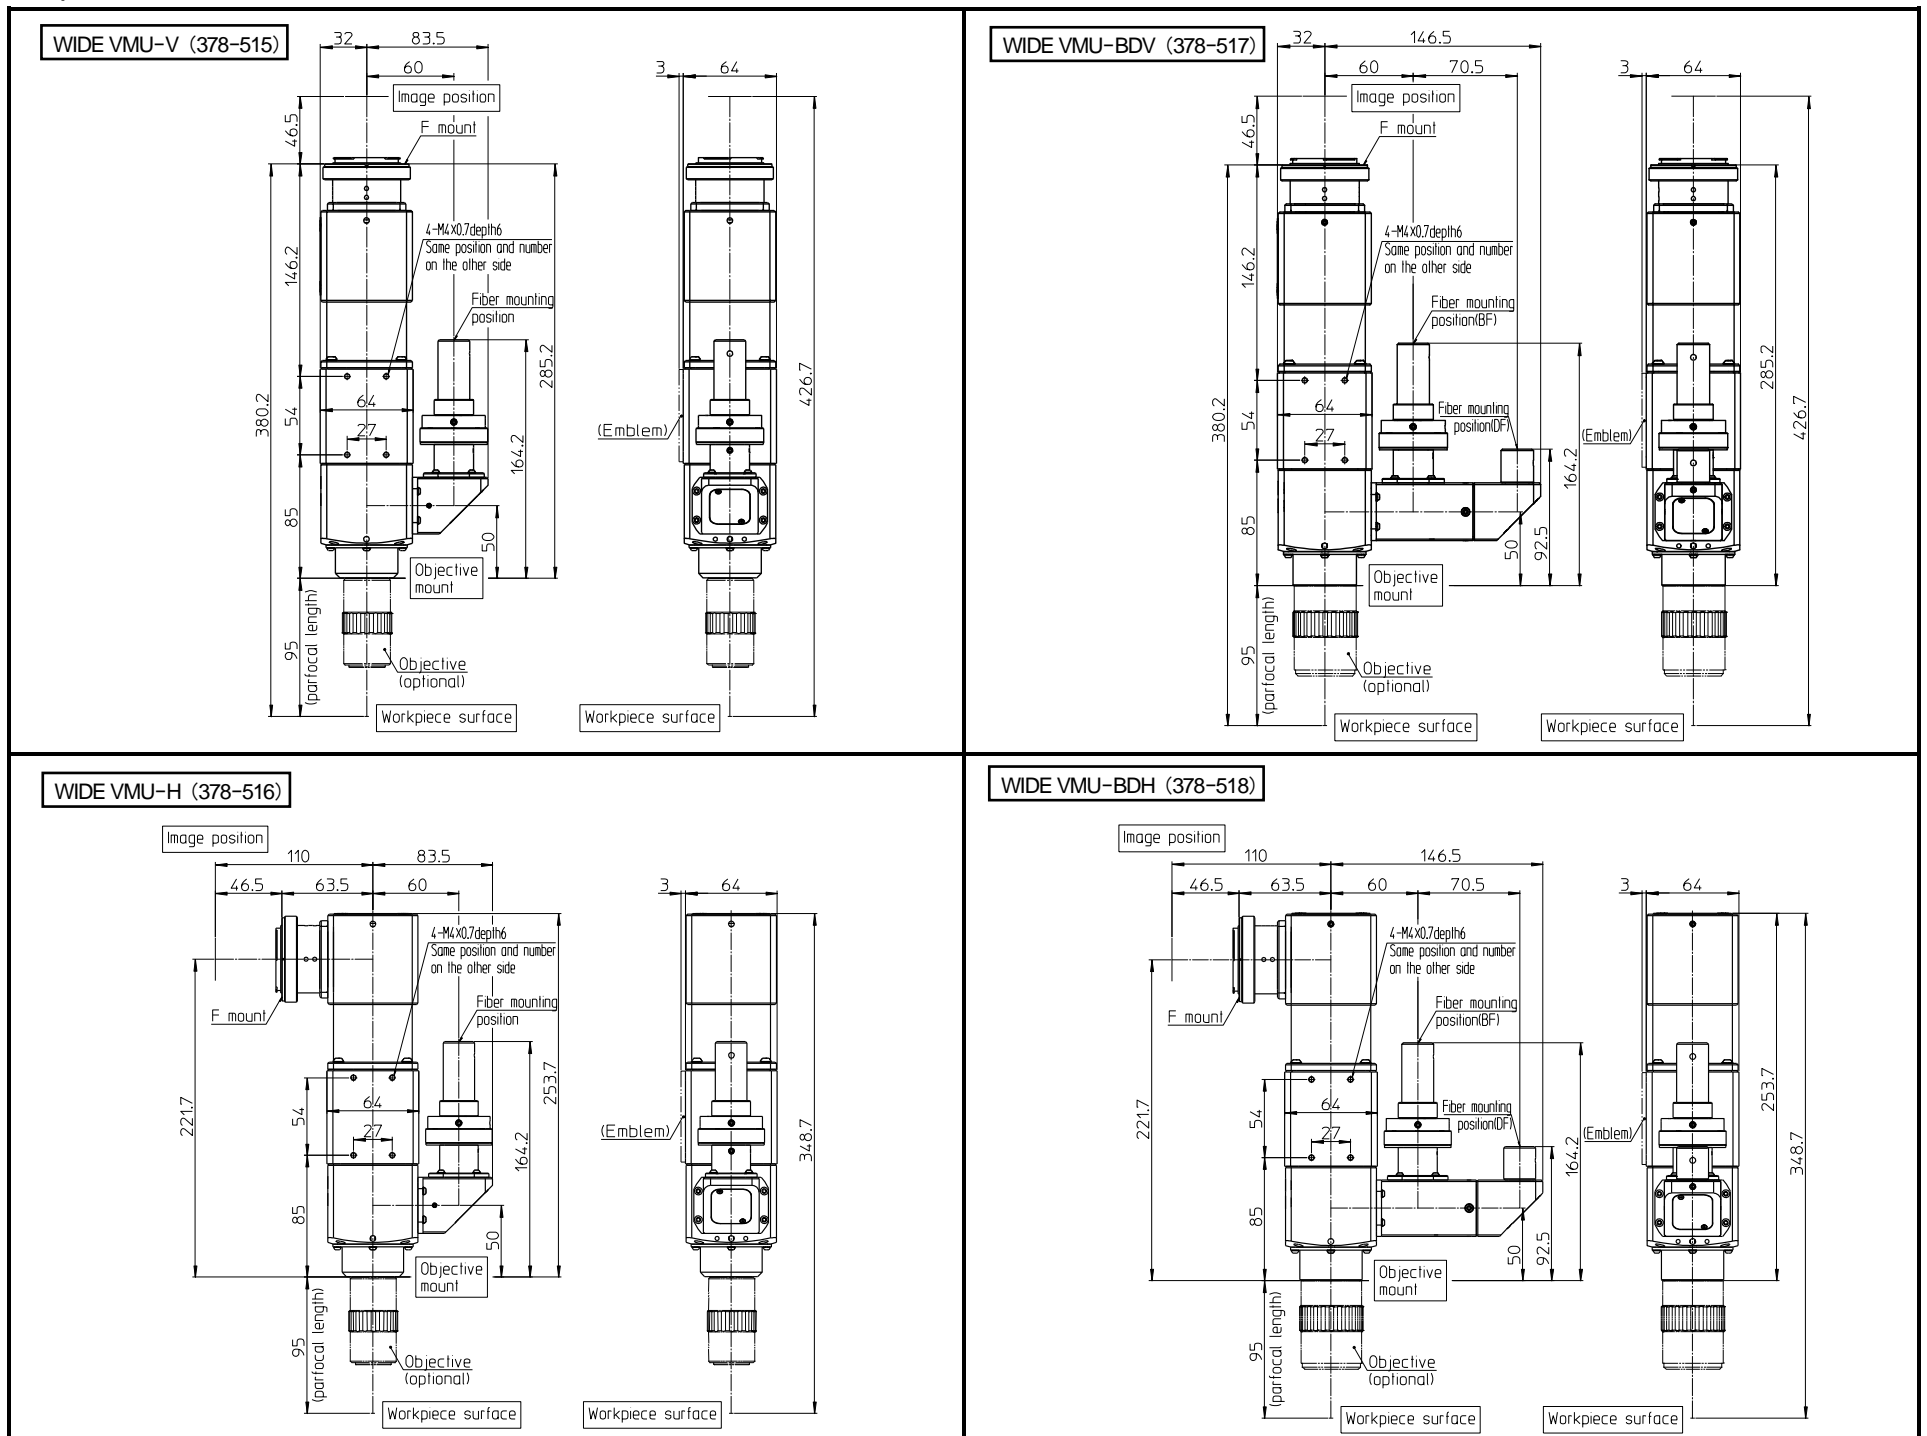 WIDE VMU-V (378-515)
32
83.5
60
3
64
Image position
46.5
F mount
4-M4X0.7depth6
Same position and number
on the other side
146.2
Fiber mounting
position
380.2
285.2
426.7
54
64
27
164.2
(Emblem)
85
50
Objective
mount
95
(parfocal length)
Objective
(optional)
Workpiece surface
Workpiece surface
WIDE VMU-BDV (378-517)
32
146.5
60
70.5
3
64
Image position
46.5
F mount
4-M4X0.7depth6
Same position and number
on the other side
146.2
Fiber mounting
position(BF)
380.2
285.2
426.7
54
64
27
Fiber mounting
position(DF)
164.2
(Emblem)
85
50
92.5
Objective
mount
95
(parfocal length)
Objective
(optional)
Workpiece surface
Workpiece surface
WIDE VMU-H (378-516)
Image position
110
83.5
46.5
63.5
60
3
64
4-M4X0.7depth6
Same position and number
on the other side
F mount
Fiber mounting
position
253.7
221.7
54
64
27
164.2
(Emblem)
348.7
85
50
Objective
mount
95
(parfocal length)
Objective
(optional)
Workpiece surface
Workpiece surface
WIDE VMU-BDH (378-518)
Image position
110
146.5
46.5
63.5
60
70.5
3
64
4-M4X0.7depth6
Same position and number
on the other side
F mount
Fiber mounting
position(BF)
253.7
221.7
54
64
27
Fiber mounting
position(DF)
164.2
(Emblem)
348.7
85
50
92.5
Objective
mount
95
(parfocal length)
Objective
(optional)
Workpiece surface
Workpiece surface